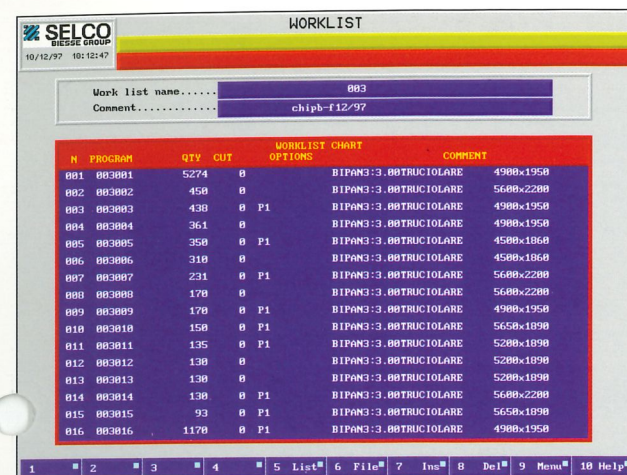 WORKLIST
SELCO
BIESSE GROUP
10/12/97 10:12:47
Work list name...... 003
Comment............. chipb-f12/97
WORKLIST CHART
N PROGRAM QTY CUT OPTIONS COMMENT
001 003001 5274 0 BIPAN3:3.00TRUCIOLARE 4900x1950
002 003002 450 0 BIPAN3:3.00TRUCIOLARE 5600x2200
003 003003 438 0 P1 BIPAN3:3.00TRUCIOLARE 4900x1950
004 003004 361 0 BIPAN3:3.00TRUCIOLARE 4900x1950
005 003005 350 0 P1 BIPAN3:3.00TRUCIOLARE 4500x1860
006 003006 310 0 BIPAN3:3.00TRUCIOLARE 4500x1860
007 003007 231 0 P1 BIPAN3:3.00TRUCIOLARE 5600x2200
008 003008 170 0 BIPAN3:3.00TRUCIOLARE 5600x2200
009 003009 170 0 P1 BIPAN3:3.00TRUCIOLARE 4900x1950
010 003010 150 0 P1 BIPAN3:3.00TRUCIOLARE 5650x1890
011 003011 135 0 P1 BIPAN3:3.00TRUCIOLARE 5200x1890
012 003012 130 0 BIPAN3:3.00TRUCIOLARE 5200x1890
013 003013 130 0 BIPAN3:3.00TRUCIOLARE 5200x1890
014 003014 130 0 P1 BIPAN3:3.00TRUCIOLARE 5600x2200
015 003015 93 0 P1 BIPAN3:3.00TRUCIOLARE 5650x1890
016 003016 1170 0 P1 BIPAN3:3.00TRUCIOLARE 4900x1950
1 2 3 4 5 List 6 File 7 Ins 8 Del 9 Menu 10 Help